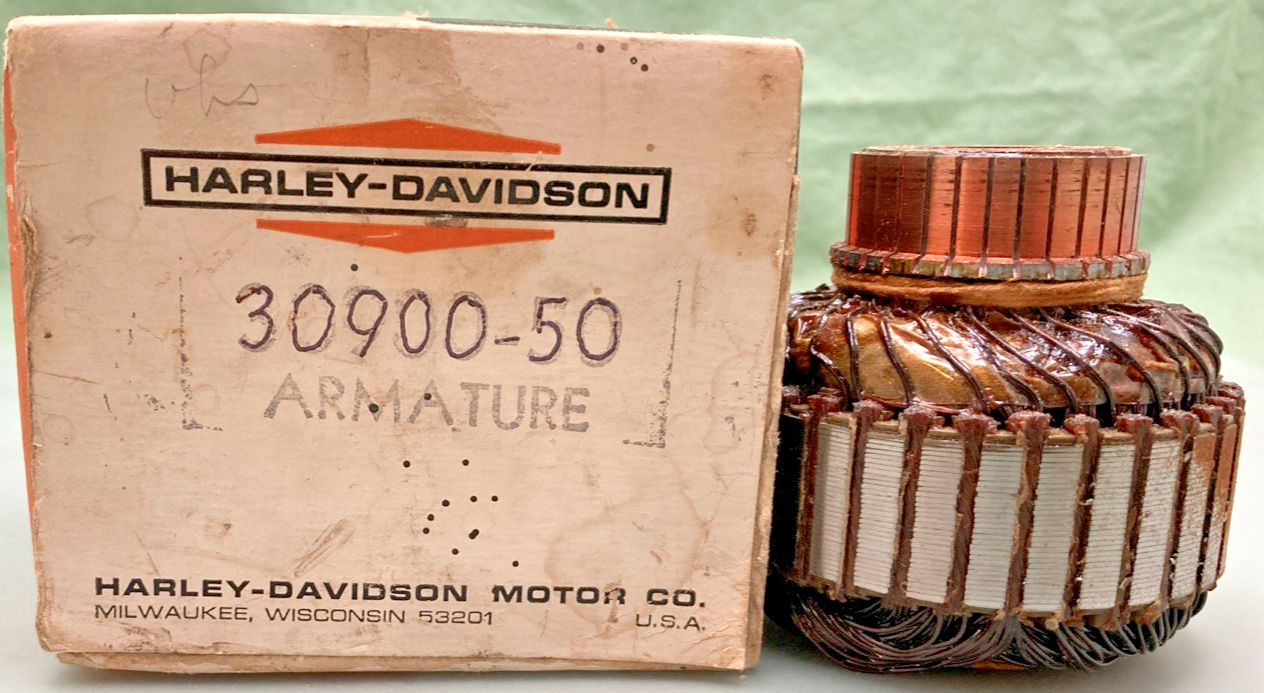 HARLEY-DAVIDSON
30900-50
ARMATURE
HARLEY-DAVIDSON MOTOR CO.
MILWAUKEE, WISCONSIN 53201 U.S.A.